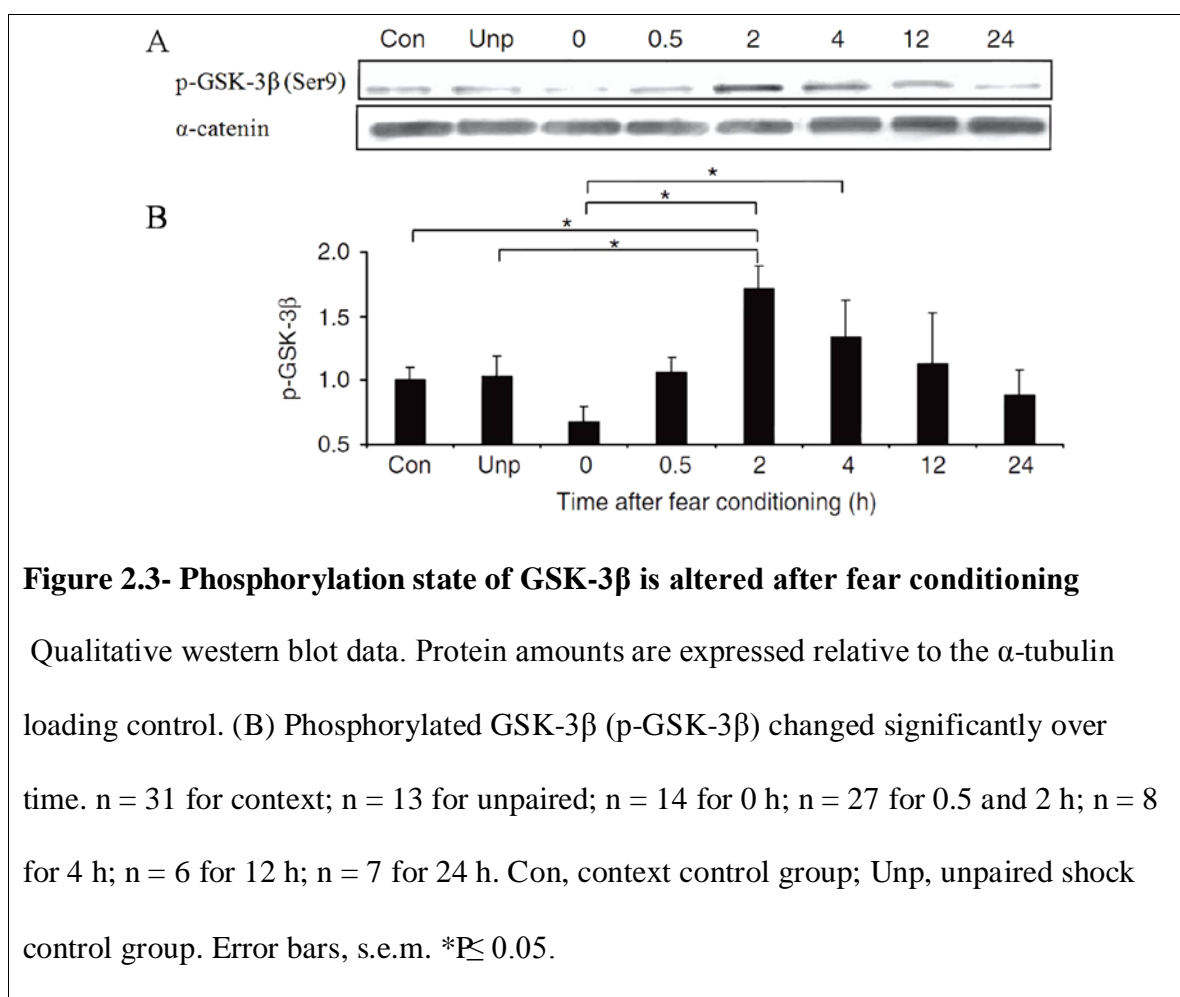 A
Con Unp 0 0.5 2 4 12 24
p-GSK-3β (Ser9)
α-catenin
B
*
*
*
*
2.0
1.5
1.0
0.5
p-GSK-3β
Con Unp 0 0.5 2 4 12 24
Time after fear conditioning (h)
Figure 2.3- Phosphorylation state of GSK-3β is altered after fear conditioning
Qualitative western blot data. Protein amounts are expressed relative to the α-tubulin
loading control. (B) Phosphorylated GSK-3β (p-GSK-3β) changed significantly over
time. n = 31 for context; n = 13 for unpaired; n = 14 for 0 h; n = 27 for 0.5 and 2 h; n = 8
for 4 h; n = 6 for 12 h; n = 7 for 24 h. Con, context control group; Unp, unpaired shock
control group. Error bars, s.e.m. *P≤ 0.05.